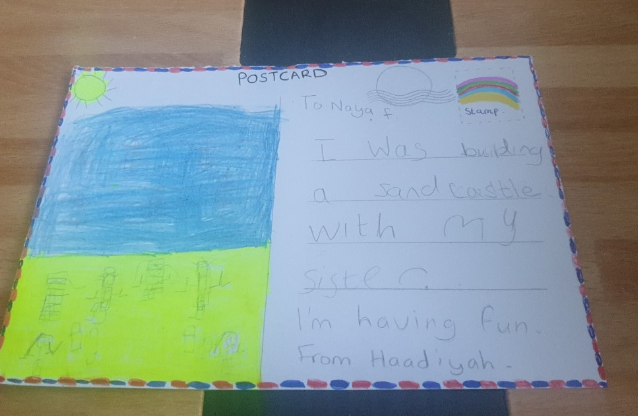 POSTCARD
To Naya f
stamp
I was building
a sand castle
with my
sister.
I'm having fun.
From Haadiyah.